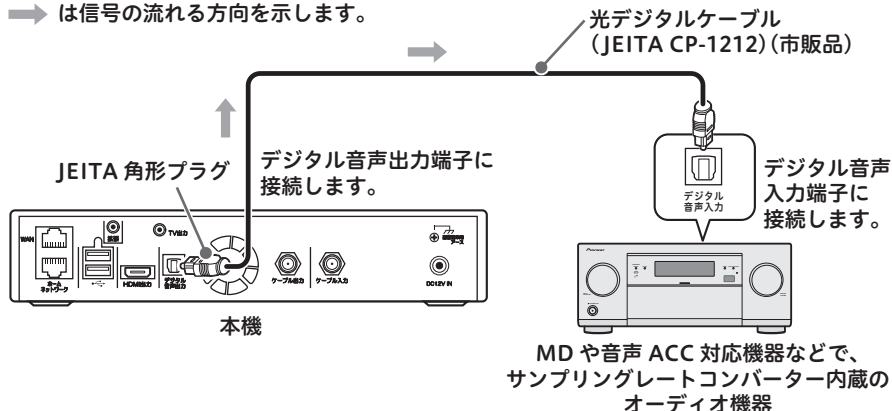 は信号の流れる方向を示します。
光デジタルケーブル
（JEITA CP-1212）（市販品）
JEITA 角形プラグ
デジタル音声出力端子に
接続します。
デジタル
音声入力
デジタル音声
入力端子に
接続します。
WAN
ホーム
ネットワーク
TV出力
HDMI出力
デジタル
音声出力
ケーブル出力
ケーブル入力
アース
DC12V IN
本機
Pioneer
MD や音声 ACC 対応機器などで、
サンプリングレートコンバーター内蔵の
オーディオ機器